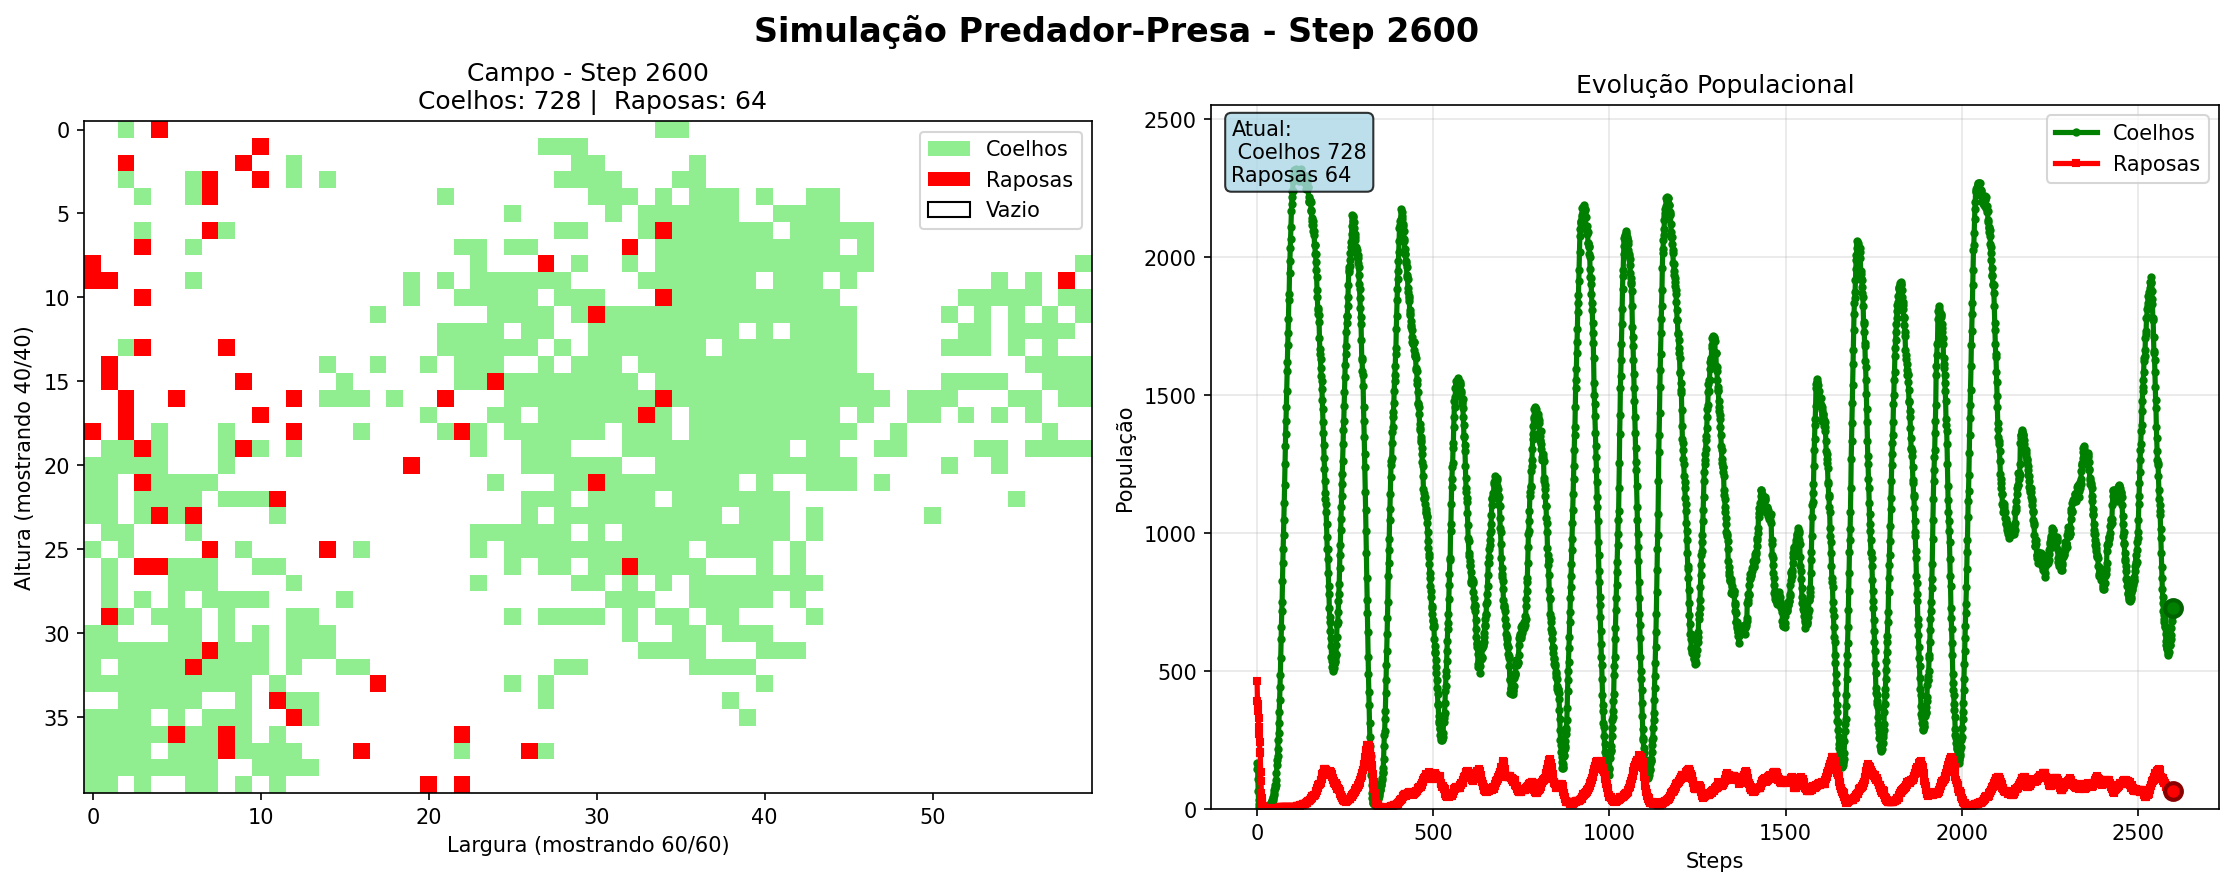 Simulação Predador-Presa - Step 2600
Campo - Step 2600
Coelhos: 728 |  Raposas: 64
Coelhos
Raposas
Vazio
0
5
10
15
20
25
30
35
Altura (mostrando 40/40)
0
10
20
30
40
50
Largura (mostrando 60/60)
Evolução Populacional
Atual:
Coelhos 728
Raposas 64
Coelhos
Raposas
2500
2000
1500
1000
500
0
População
0
500
1000
1500
2000
2500
Steps